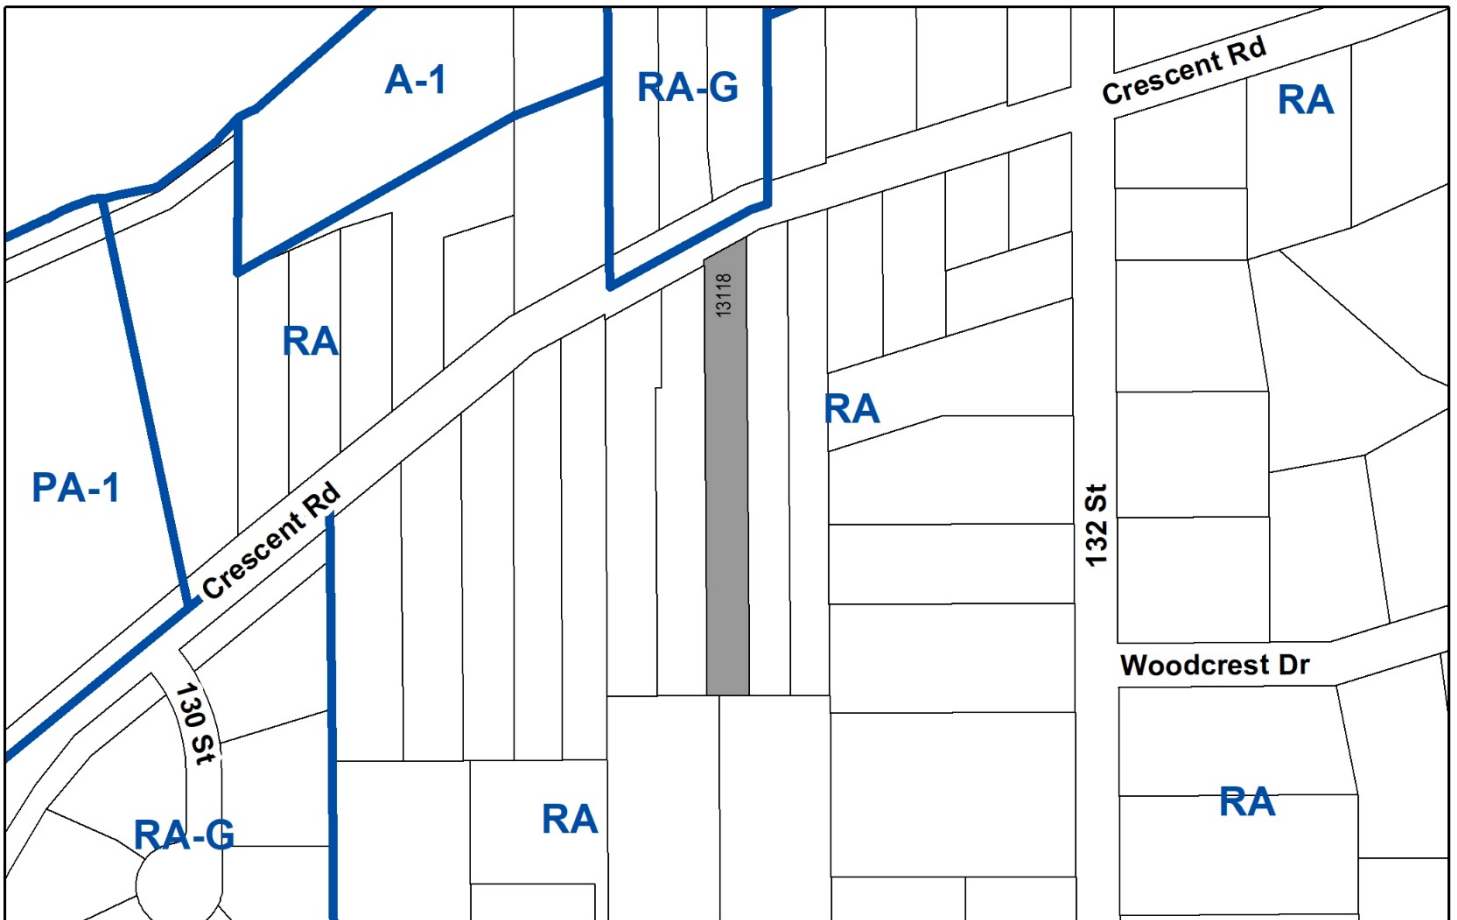 Crescent Rd
A-1
RA-G
RA
13118
RA
RA
PA-1
132 St
Crescent Rd
Woodcrest Dr
130 St
RA
RA
RA-G